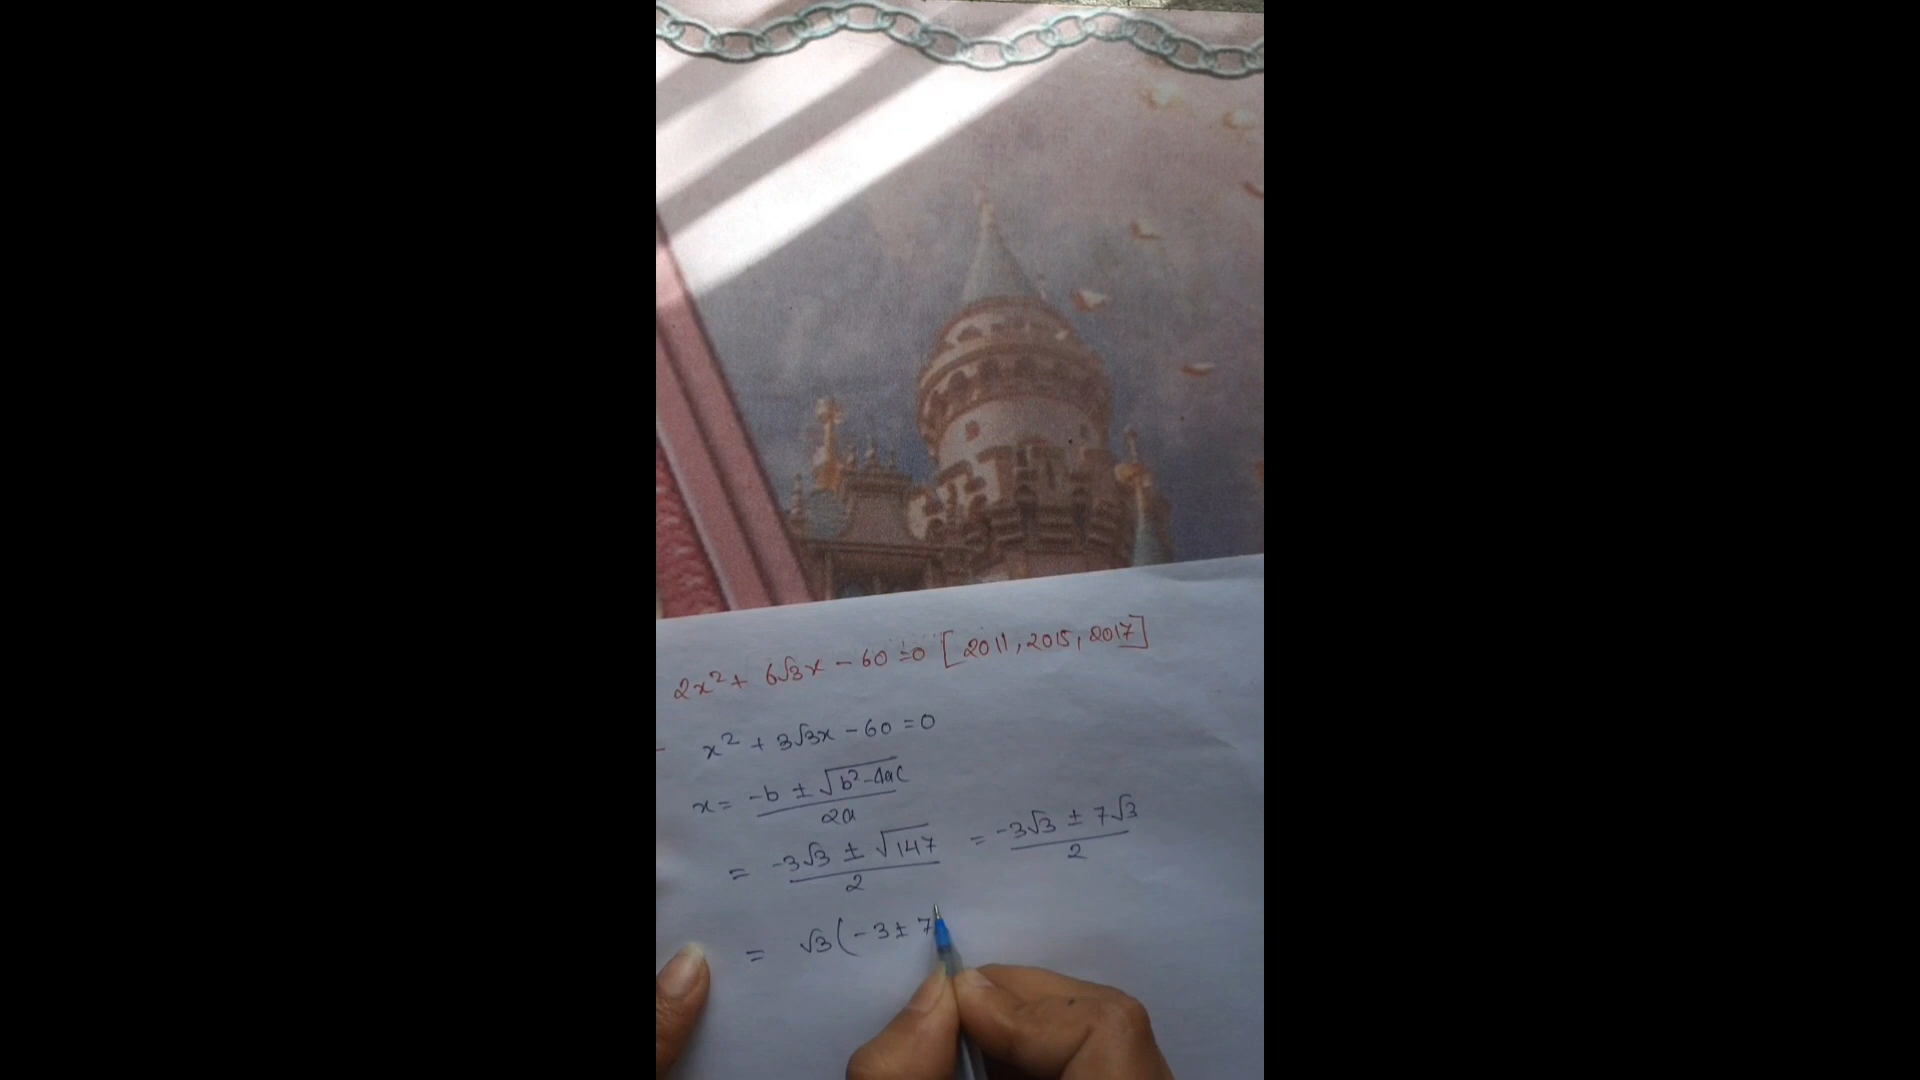 2x² + 6√3x - 60 = 0 [2011, 2015, 2017]
x² + 3√3x - 60 = 0
x = (-b ± √(b² - 4ac))/2a
= (-3√3 ± √147)/2 = (-3√3 ± 7√3)/2
= √3(-3 ± 7